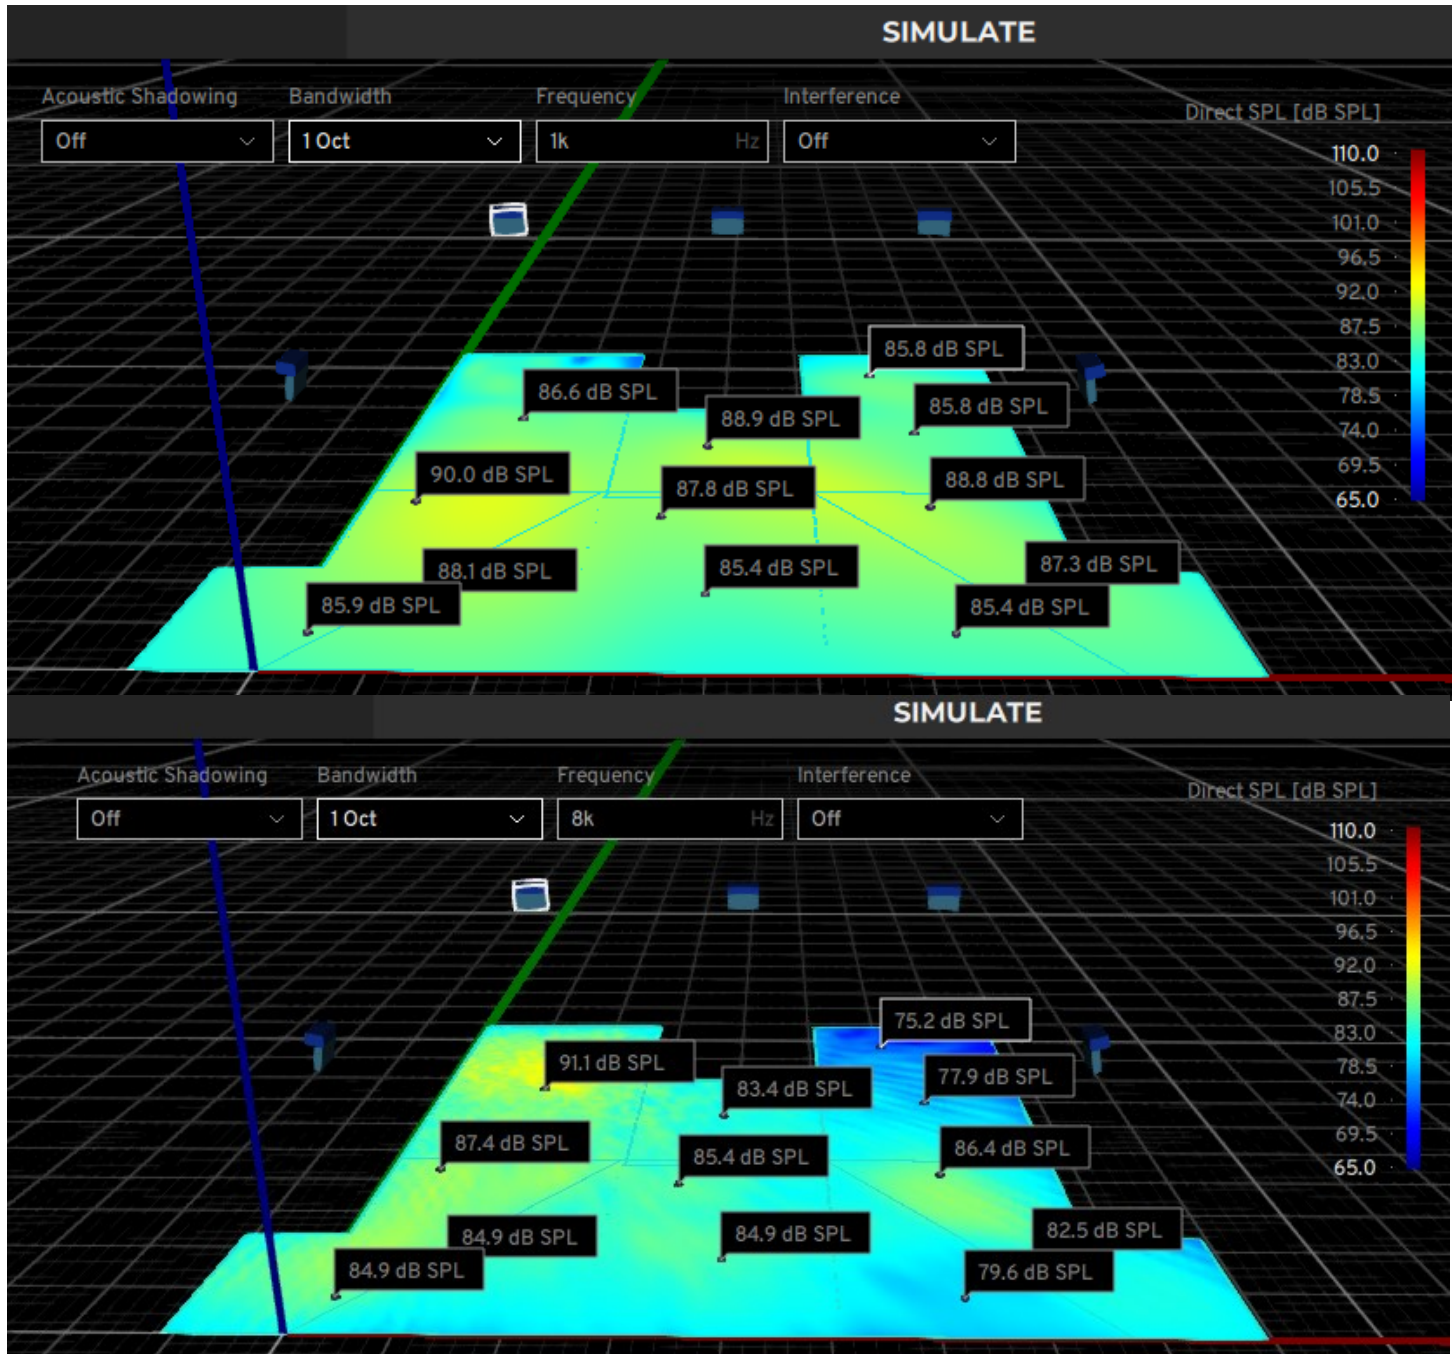 SIMULATE
Acoustic Shadowing Bandwidth Frequency Interference
Off 1 Oct 1k Hz Off
Direct SPL [dB SPL]
110.0
105.5
101.0
96.5
92.0
87.5
83.0
78.5
74.0
69.5
65.0
85.8 dB SPL
86.6 dB SPL
88.9 dB SPL
85.8 dB SPL
90.0 dB SPL
87.8 dB SPL
88.8 dB SPL
88.1 dB SPL
85.4 dB SPL
87.3 dB SPL
85.9 dB SPL
85.4 dB SPL
SIMULATE
Acoustic Shadowing Bandwidth Frequency Interference
Off 1 Oct 8k Hz Off
Direct SPL [dB SPL]
110.0
105.5
101.0
96.5
92.0
87.5
83.0
78.5
74.0
69.5
65.0
75.2 dB SPL
91.1 dB SPL
83.4 dB SPL
77.9 dB SPL
87.4 dB SPL
85.4 dB SPL
86.4 dB SPL
84.9 dB SPL
84.9 dB SPL
82.5 dB SPL
84.9 dB SPL
79.6 dB SPL